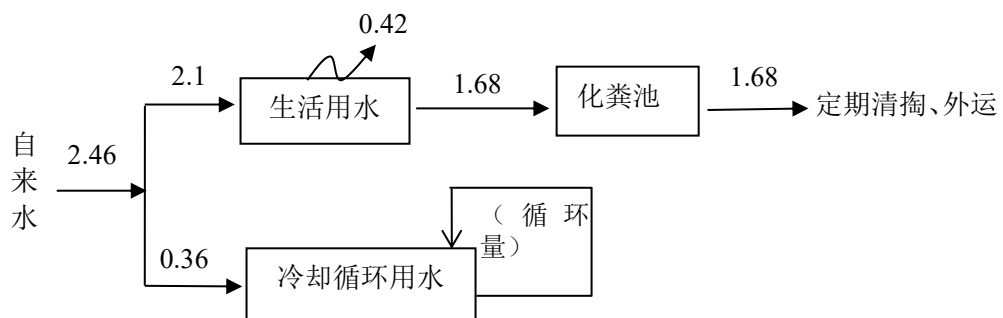 0.42
2.1
生活用水
1.68
化粪池
1.68
定期清掏、外运
自来水
2.46
（循环
量）
0.36
冷却循环用水